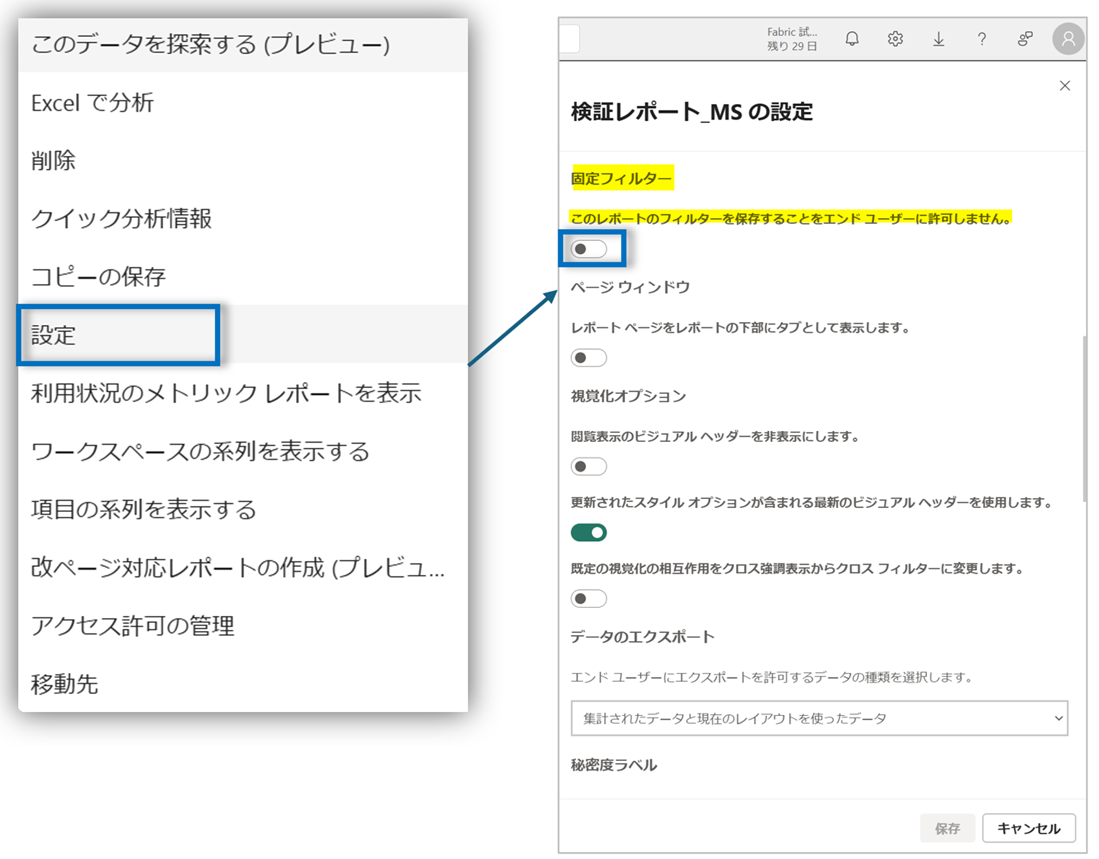 このデータを探索する (プレビュー)
Excel で分析
削除
クイック分析情報
コピーの保存
設定
利用状況のメトリック レポートを表示
ワークスペースの系列を表示する
項目の系列を表示する
改ページ対応レポートの作成 (プレビュ...
アクセス許可の管理
移動先
Fabric 試...
残り 29 日
検証レポート_MS の設定
固定フィルター
このレポートのフィルターを保存することをエンド ユーザーに許可しません。
ページ ウィンドウ
レポート ページをレポートの下部にタブとして表示します。
視覚化オプション
閲覧表示のビジュアル ヘッダーを非表示にします。
更新されたスタイル オプションが含まれる最新のビジュアル ヘッダーを使用します。
既定の視覚化の相互作用をクロス強調表示からクロス フィルターに変更します。
データのエクスポート
エンド ユーザーにエクスポートを許可するデータの種類を選択します。
集計されたデータと現在のレイアウトを使ったデータ
秘密度ラベル
保存
キャンセル